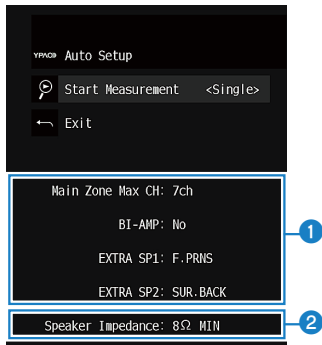 YPAO Auto Setup
Start Measurement <Single>
Exit
Main Zone Max CH: 7ch
BI-AMP: No
EXTRA SP1: F.PRNS
EXTRA SP2: SUR.BACK
1
Speaker Impedance: 8Ω MIN
2